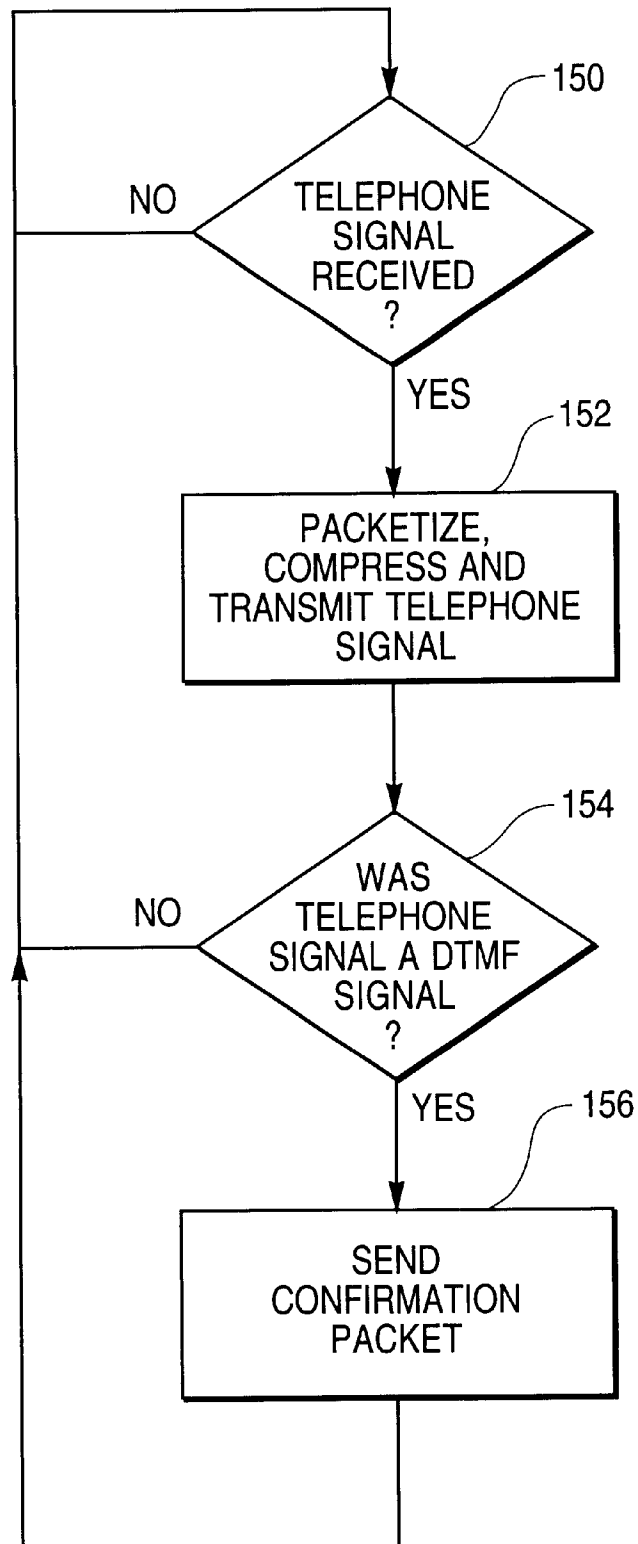 150
TELEPHONE
SIGNAL
RECEIVED
?
NO
YES
152
PACKETIZE,
COMPRESS AND
TRANSMIT TELEPHONE
SIGNAL
154
WAS
TELEPHONE
SIGNAL A DTMF
SIGNAL
?
NO
YES
156
SEND
CONFIRMATION
PACKET